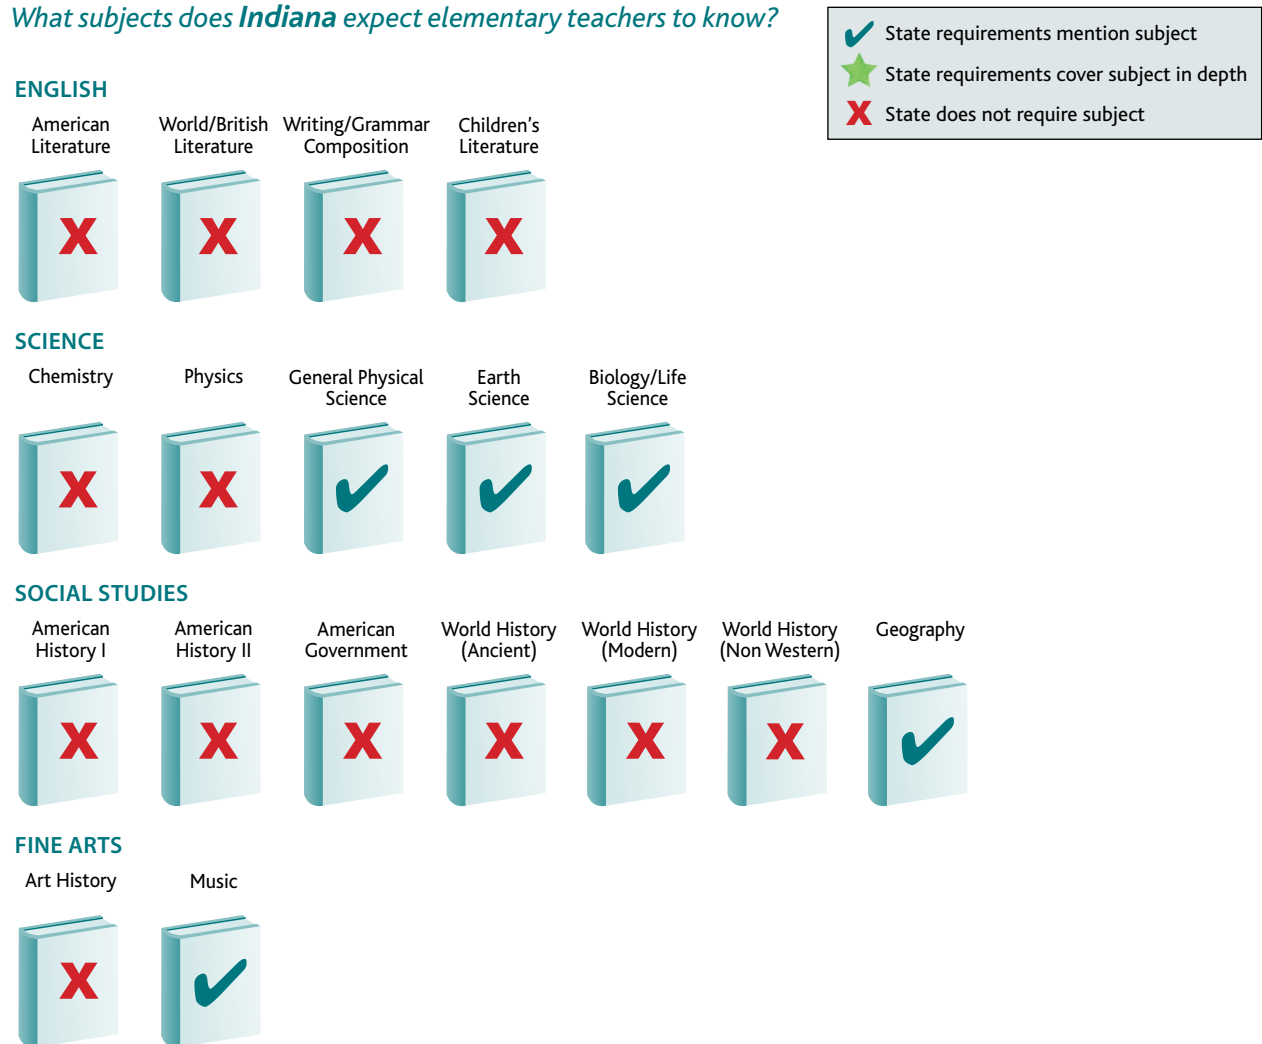 What subjects does Indiana expect elementary teachers to know?
State requirements mention subject
State requirements cover subject in depth
State does not require subject
ENGLISH
American
Literature
World/British
Literature
Writing/Grammar
Composition
Children's
Literature
SCIENCE
Chemistry
Physics
General Physical
Science
Earth
Science
Biology/Life
Science
SOCIAL STUDIES
American
History I
American
History II
American
Government
World History
(Ancient)
World History
(Modern)
World History
(Non Western)
Geography
FINE ARTS
Art History
Music